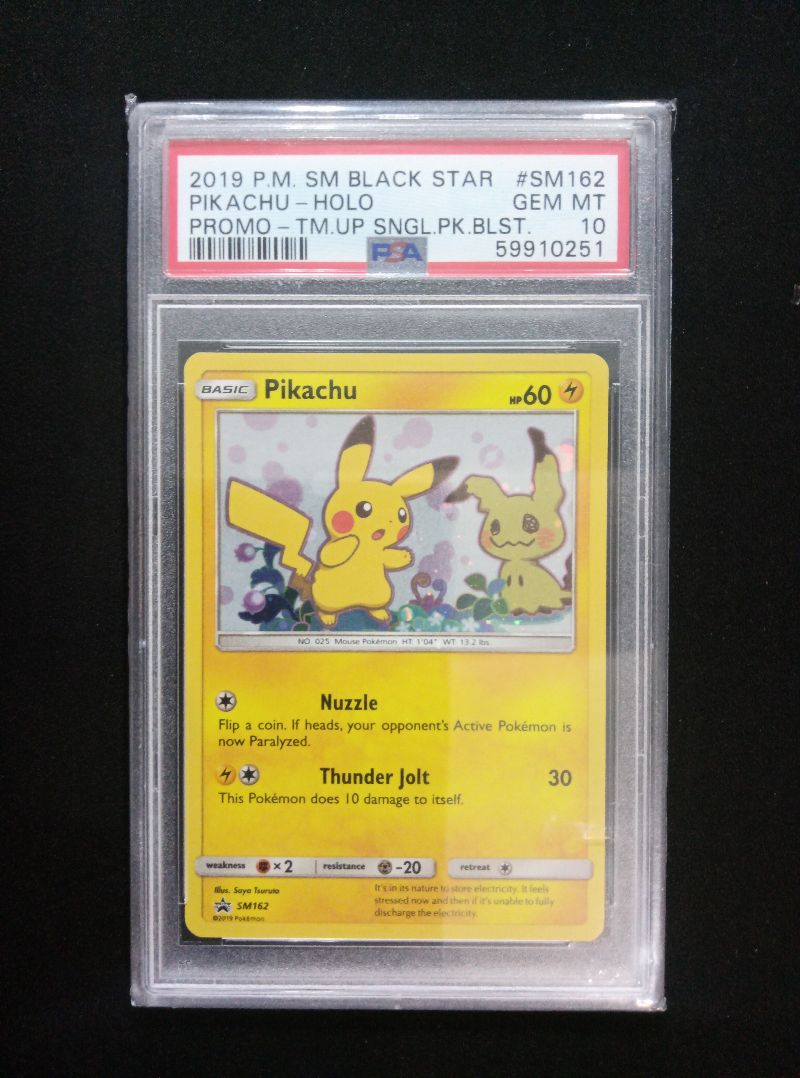 2019 P.M. SM BLACK STAR #SM162
PIKACHU - HOLO GEM MT
PROMO - TM.UP SNGL.PK.BLST. 10
PSA 59910251
BASIC Pikachu HP60
NO. 025 Mouse Pokémon HT: 1'04" WT: 13.2 lbs.
Nuzzle
Flip a coin. If heads, your opponent's Active Pokémon is
now Paralyzed.
Thunder Jolt 30
This Pokémon does 10 damage to itself.
weakness ×2 resistance -20 retreat
Illus. Saya Tsuruta
It's in its nature to store electricity. It feels
stressed now and then if it's unable to fully
discharge the electricity.
SM162
©2019 Pokémon